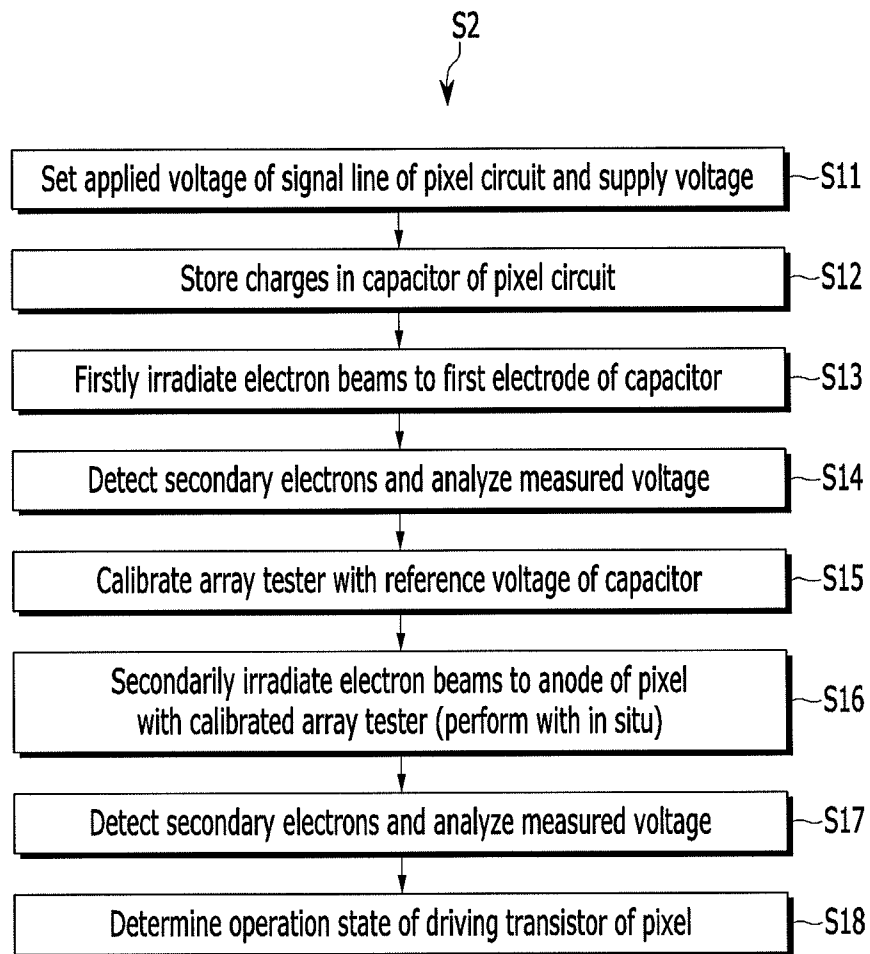 S2
Set applied voltage of signal line of pixel circuit and supply voltage
S11
Store charges in capacitor of pixel circuit
S12
Firstly irradiate electron beams to first electrode of capacitor
S13
Detect secondary electrons and analyze measured voltage
S14
Calibrate array tester with reference voltage of capacitor
S15
Secondarily irradiate electron beams to anode of pixel
with calibrated array tester (perform with in situ)
S16
Detect secondary electrons and analyze measured voltage
S17
Determine operation state of driving transistor of pixel
S18